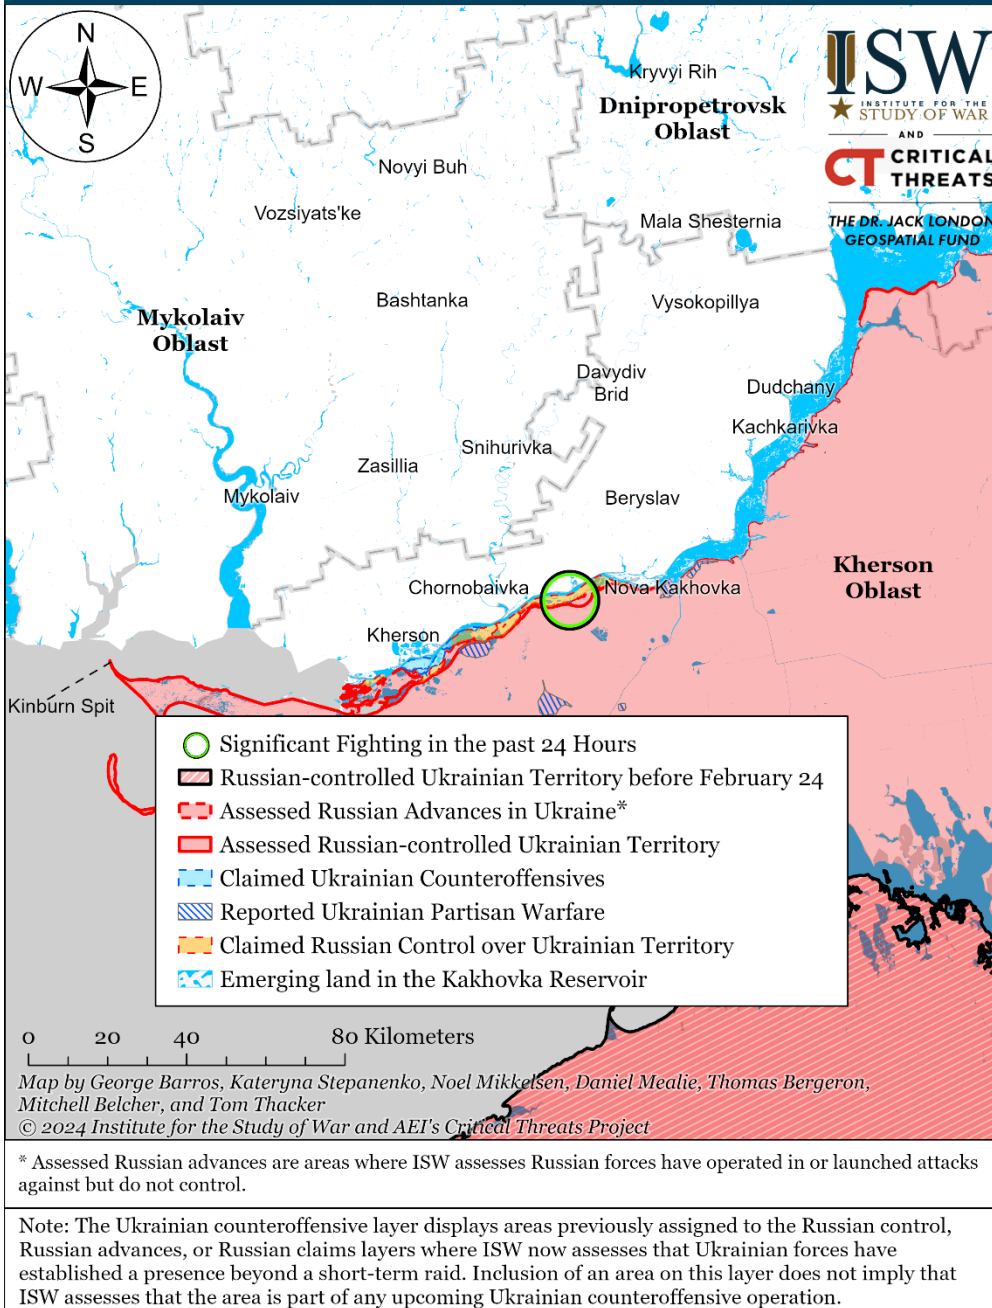 N
W
E
S
ISW
INSTITUTE FOR THE
STUDY OF WAR
AND
CT CRITICAL
THREATS
THE DR. JACK LONDON
GEOSPATIAL FUND
Kryvyi Rih
Dnipropetrovsk
Oblast
Novyi Buh
Vozsiyats'ke
Mala Shesternia
Bashtanka
Vysokopillya
Mykolaiv
Oblast
Davydiv
Brid
Dudchany
Kachkarivka
Snihurivka
Zasillia
Mykolaiv
Beryslav
Kherson
Oblast
Chornobaivka
Nova Kakhovka
Kherson
Kinburn Spit
Significant Fighting in the past 24 Hours
Russian-controlled Ukrainian Territory before February 24
Assessed Russian Advances in Ukraine*
Assessed Russian-controlled Ukrainian Territory
Claimed Ukrainian Counteroffensives
Reported Ukrainian Partisan Warfare
Claimed Russian Control over Ukrainian Territory
Emerging land in the Kakhovka Reservoir
0 20 40 80 Kilometers
Map by George Barros, Kateryna Stepanenko, Noel Mikkelsen, Daniel Mealie, Thomas Bergeron,
Mitchell Belcher, and Tom Thacker
© 2024 Institute for the Study of War and AEI's Critical Threats Project
* Assessed Russian advances are areas where ISW assesses Russian forces have operated in or launched attacks
against but do not control.
Note: The Ukrainian counteroffensive layer displays areas previously assigned to the Russian control,
Russian advances, or Russian claims layers where ISW now assesses that Ukrainian forces have
established a presence beyond a short-term raid. Inclusion of an area on this layer does not imply that
ISW assesses that the area is part of any upcoming Ukrainian counteroffensive operation.